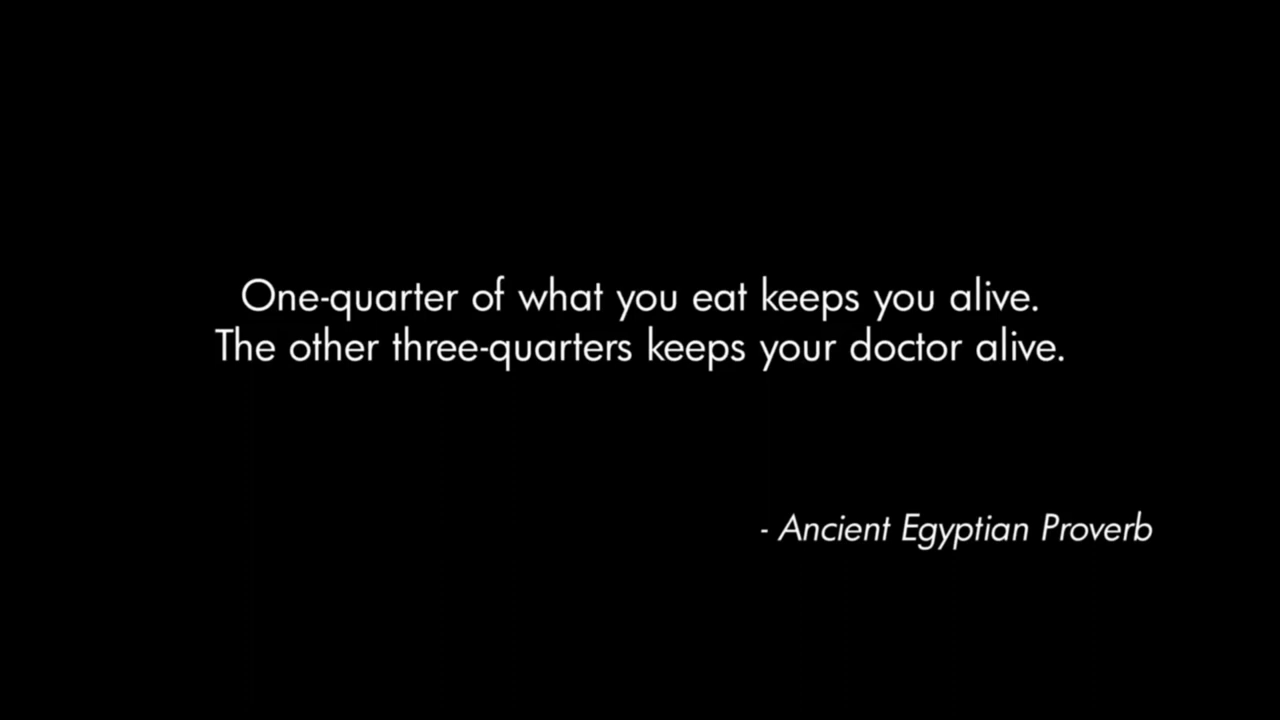 One-quarter of what you eat keeps you alive.
The other three-quarters keeps your doctor alive.
- Ancient Egyptian Proverb